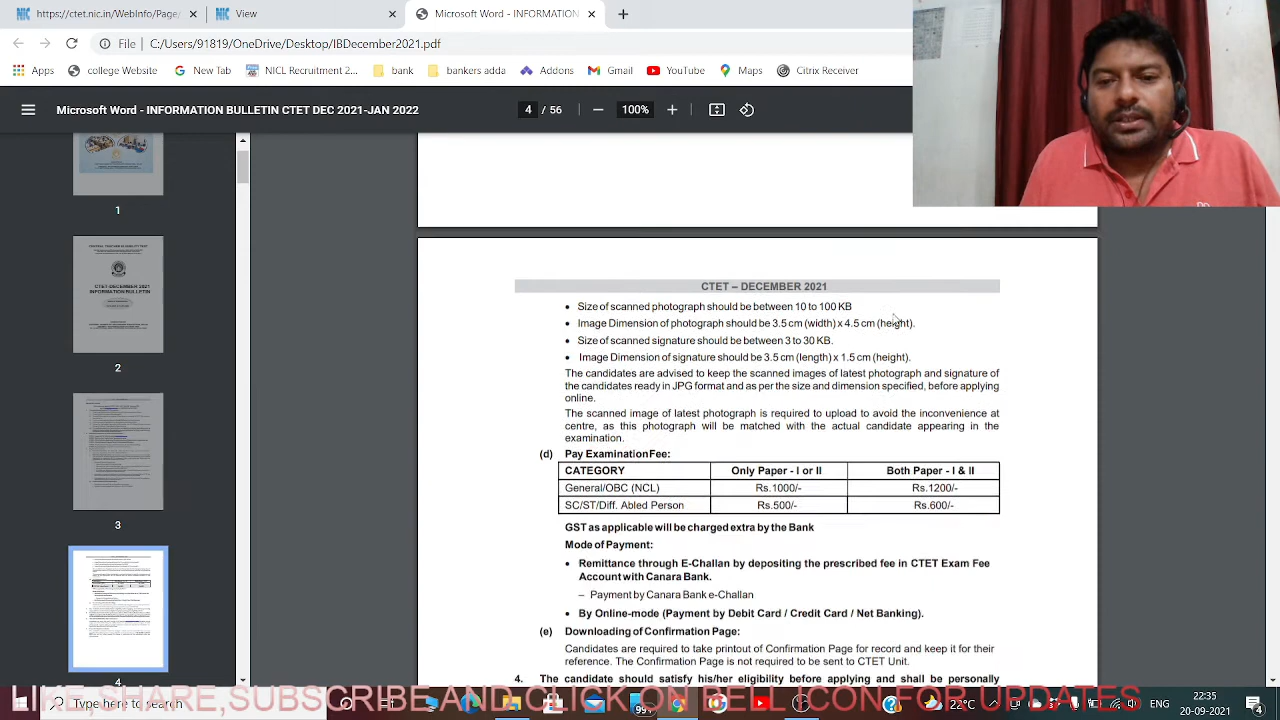 https://ctet.nic.in/WebInfo/Page/
View
Microsoft Word - INFORMATION
File
desktop/IBDecember2021.pdf
Apps
Google News
Bank
bankersadda
Addons
Gmail
YouTube
Maps
Citrix Receiver
Microsoft Word - INFORMATION BULLETIN CTET DEC 2021-JAN 2022
4 / 56
100%
1
2
3
4
CTET-DECEMBER 2021
INFORMATION BULLETIN
CTET – DECEMBER 2021
• Size of scanned photograph should be between 10 to 100 KB
• Image Dimension of photograph should be 3.5 cm (width) x 4.5 cm (height).
• Size of scanned signature should be between 3 to 30 KB.
• Image Dimension of signature should be 3.5 cm (length) x 1.5 cm (height).
The candidates are advised to keep the scanned images of latest photograph and signature of
the candidates ready in JPG format and as per the size and dimension specified, before applying
online.
The scanned image of latest photograph is required to upload to avoid the inconvenience at
centre, as this photograph will be matched with the actual candidate appearing in the
examination.
(d) Pay Examination Fee:
CATEGORY Only Paper - I or II Both Paper - I & II
General/OBC (NCL) Rs.1000/- Rs.1200/-
SC/ST/Diff. Abled Person Rs.500/- Rs.600/-
GST as applicable will be charged extra by the Bank
Mode of Payment:
• Remittance through E-Challan by depositing the prescribed fee in CTET Exam Fee
Account with Canara Bank.
– Payment by Canara Bank e-Challan
• By Online-mode (Payment by Debit Card / Credit Card / Net Banking).
(e) Downloading of Confirmation Page:
Candidates are required to take printout of Confirmation Page for record and keep it for their
reference. The Confirmation Page is not required to be sent to CTET Unit.
4. The candidate should satisfy his/her eligibility before applying and shall be personally
LIKE,SHARE,SUBSCRIBE AND CLICK ON BELL ICON FOR UPDATES
Type here to search
99+
ENG
22:35
20-09-2021